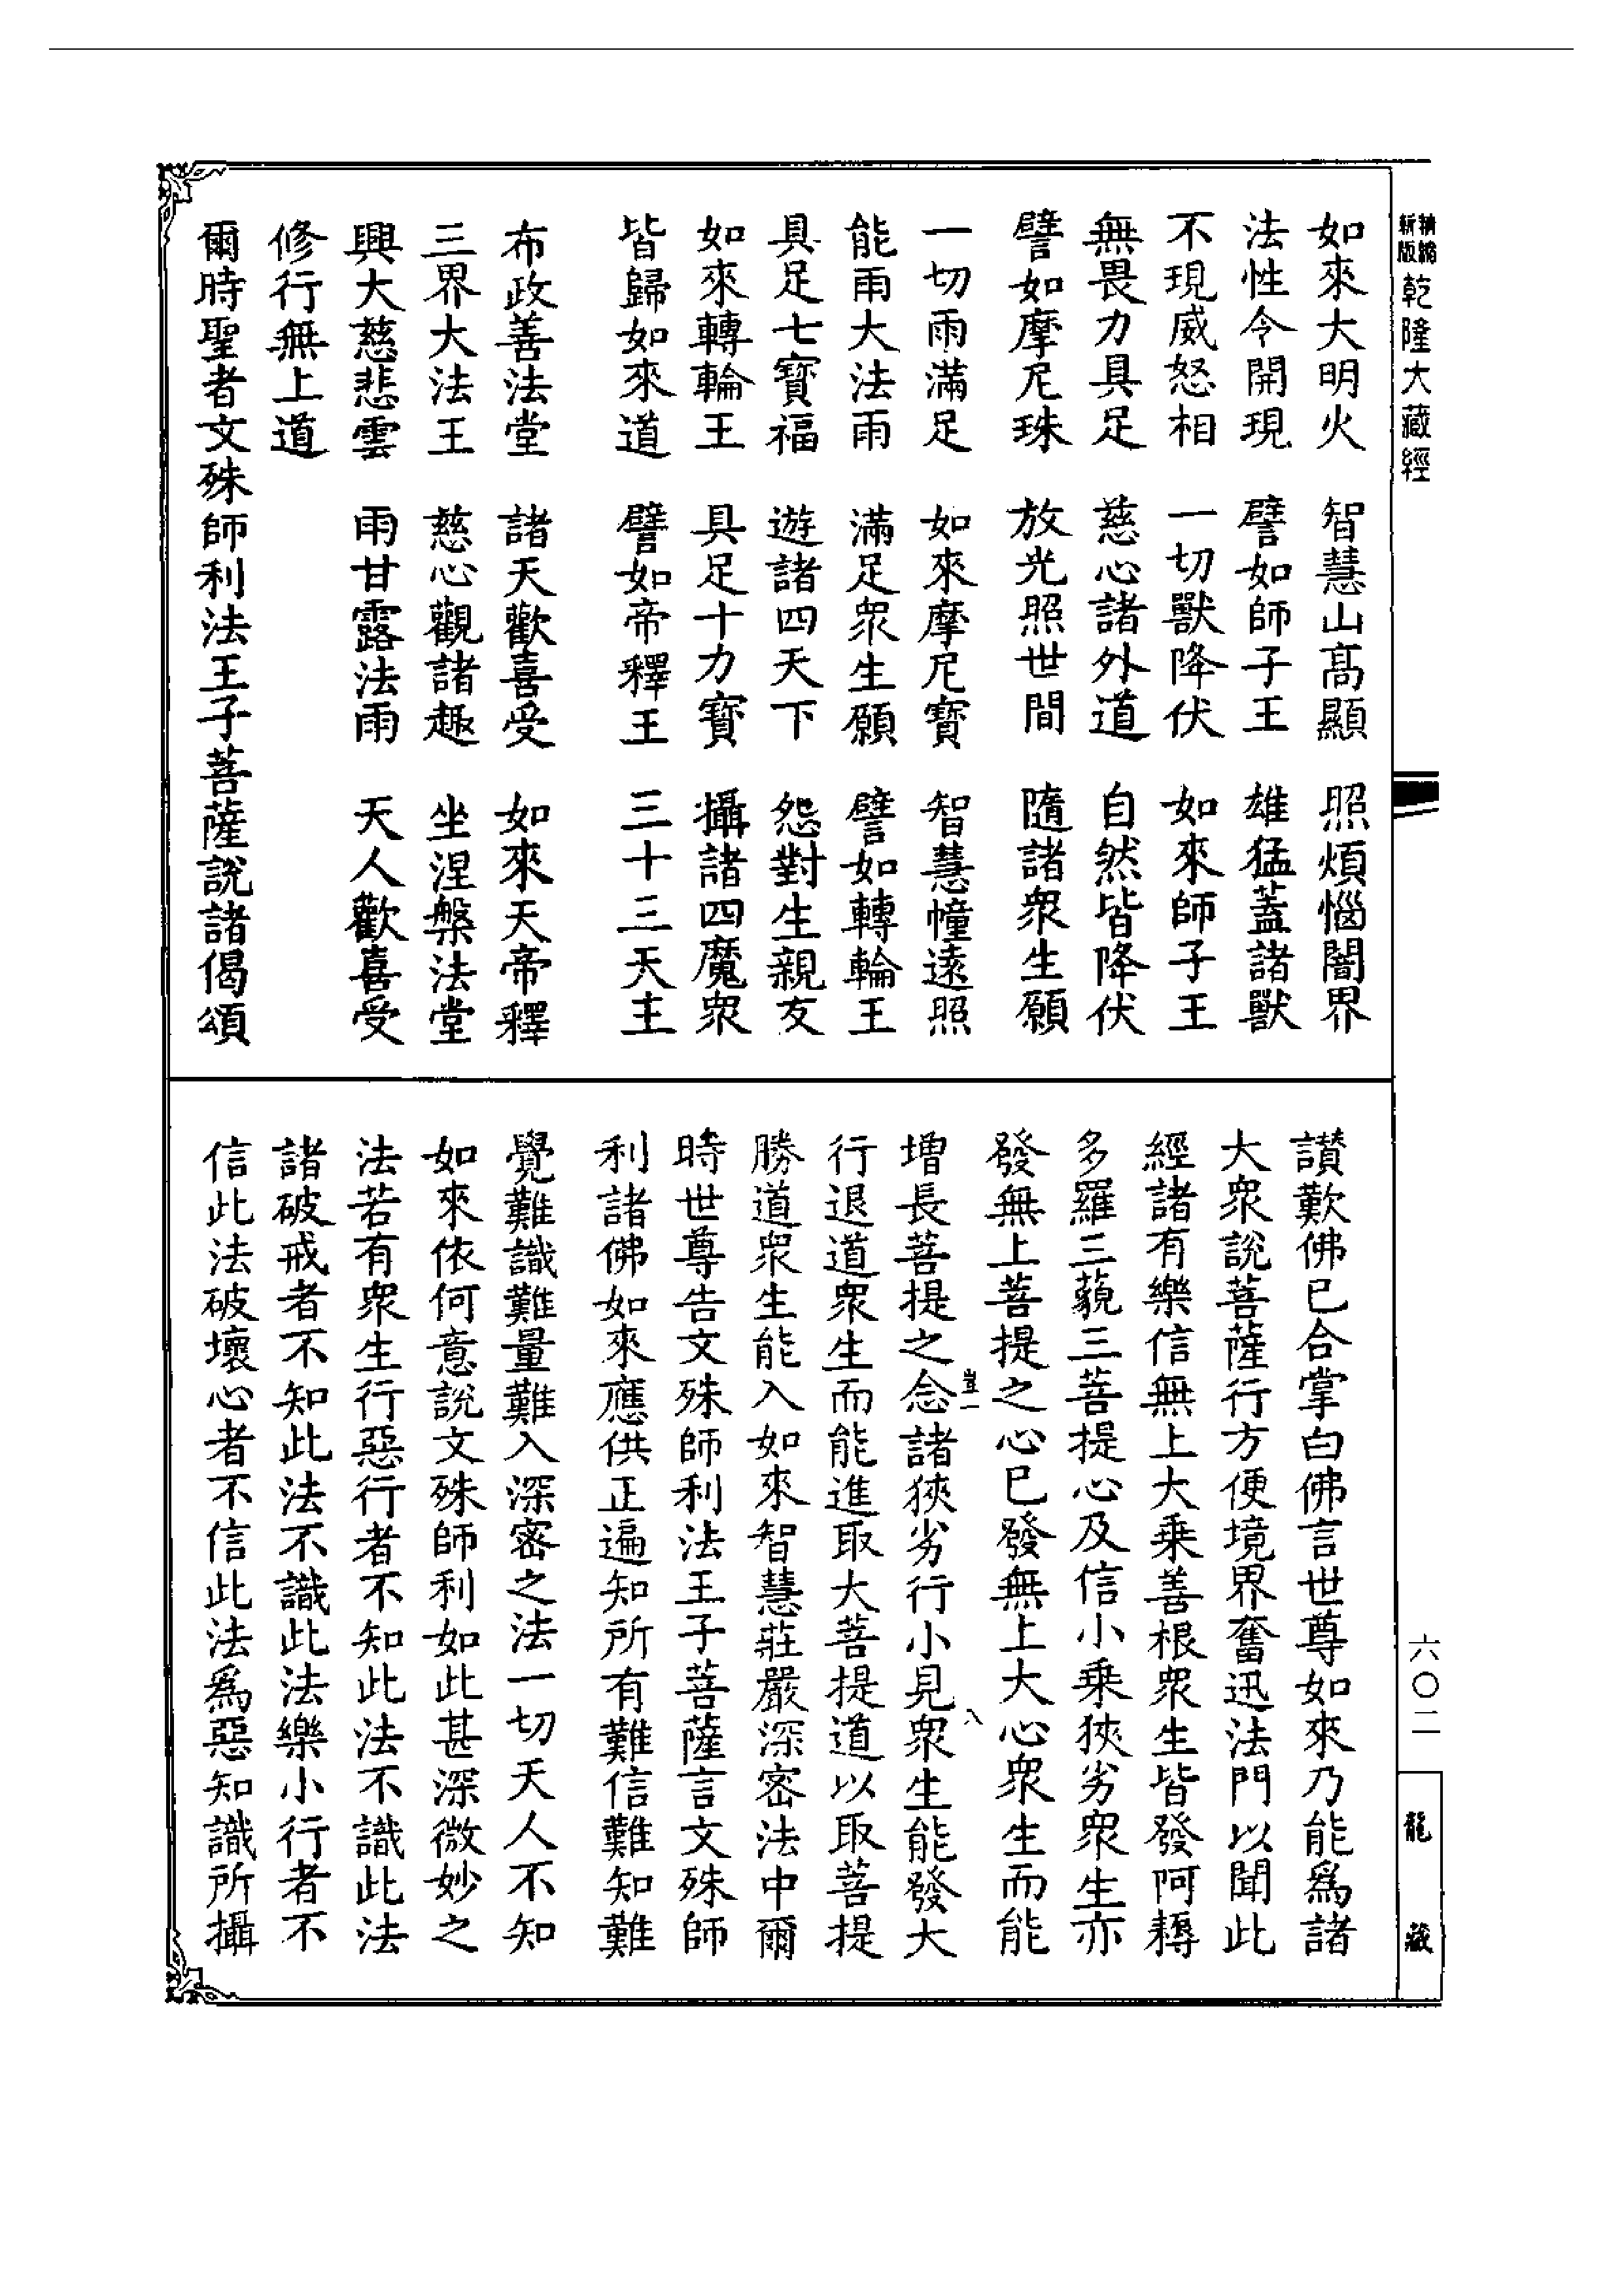 精縮新版乾隆大藏經
如來大明火　智慧山高顯　照煩惱闇界
法性令開現　譬如師子王　雄猛蓋諸獸
不現威怒相　一切獸降伏　如來師子王
無畏力具足　慈心諸外道　自然皆降伏
譬如摩尼珠　放光照世間　隨諸衆生願
一切雨滿足　如來摩尼寶　智慧幢遠照
能雨大法雨　滿足衆生願　譬如轉輪王
具足七寶福　遊諸四天下　怨對生親友
如來轉輪王　具足十力寶　攝諸四魔衆
皆歸如來道　譬如帝釋王　三十三天主
布政善法堂　諸天歡喜受　如來天帝釋
三界大法王　慈心觀諸趣　坐涅槃法堂
興大慈悲雲　雨甘露法雨　天人歡喜受
修行無上道
爾時聖者文殊師利法王子菩薩說諸偈頌
讃歎佛已合掌白佛言世尊如來乃能爲諸
大衆說菩薩行方便境界奮迅法門以聞此
經諸有樂信無上大乘善根衆生皆發阿耨
多羅三藐三菩提心及信小乘狹劣衆生亦
發無上菩提之心已發無上大心衆生而能
增長菩提之念諸狹劣行小見衆生能發大
行退道衆生而能進取大菩提道以取菩提
勝道衆生能入如來智慧莊嚴深密法中爾
時世尊告文殊師利法王子菩薩言文殊師
利諸佛如來應供正遍知所有難信難知難
覺難識難量難入深密之法一切天人不知
如來依何意說文殊師利如此甚深微妙之
法若有衆生行惡行者不知此法不識此法
諸破戒者不知此法不識此法樂小行者不
信此法破壞心者不信此法爲惡知識所攝
六〇二
龍藏
八